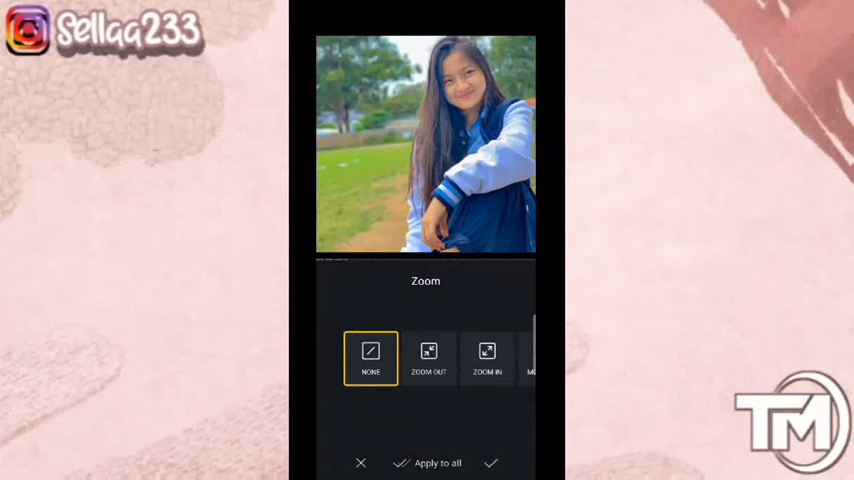 Sellaa233
Zoom
NONE
ZOOM OUT
ZOOM IN
Apply to all
TM